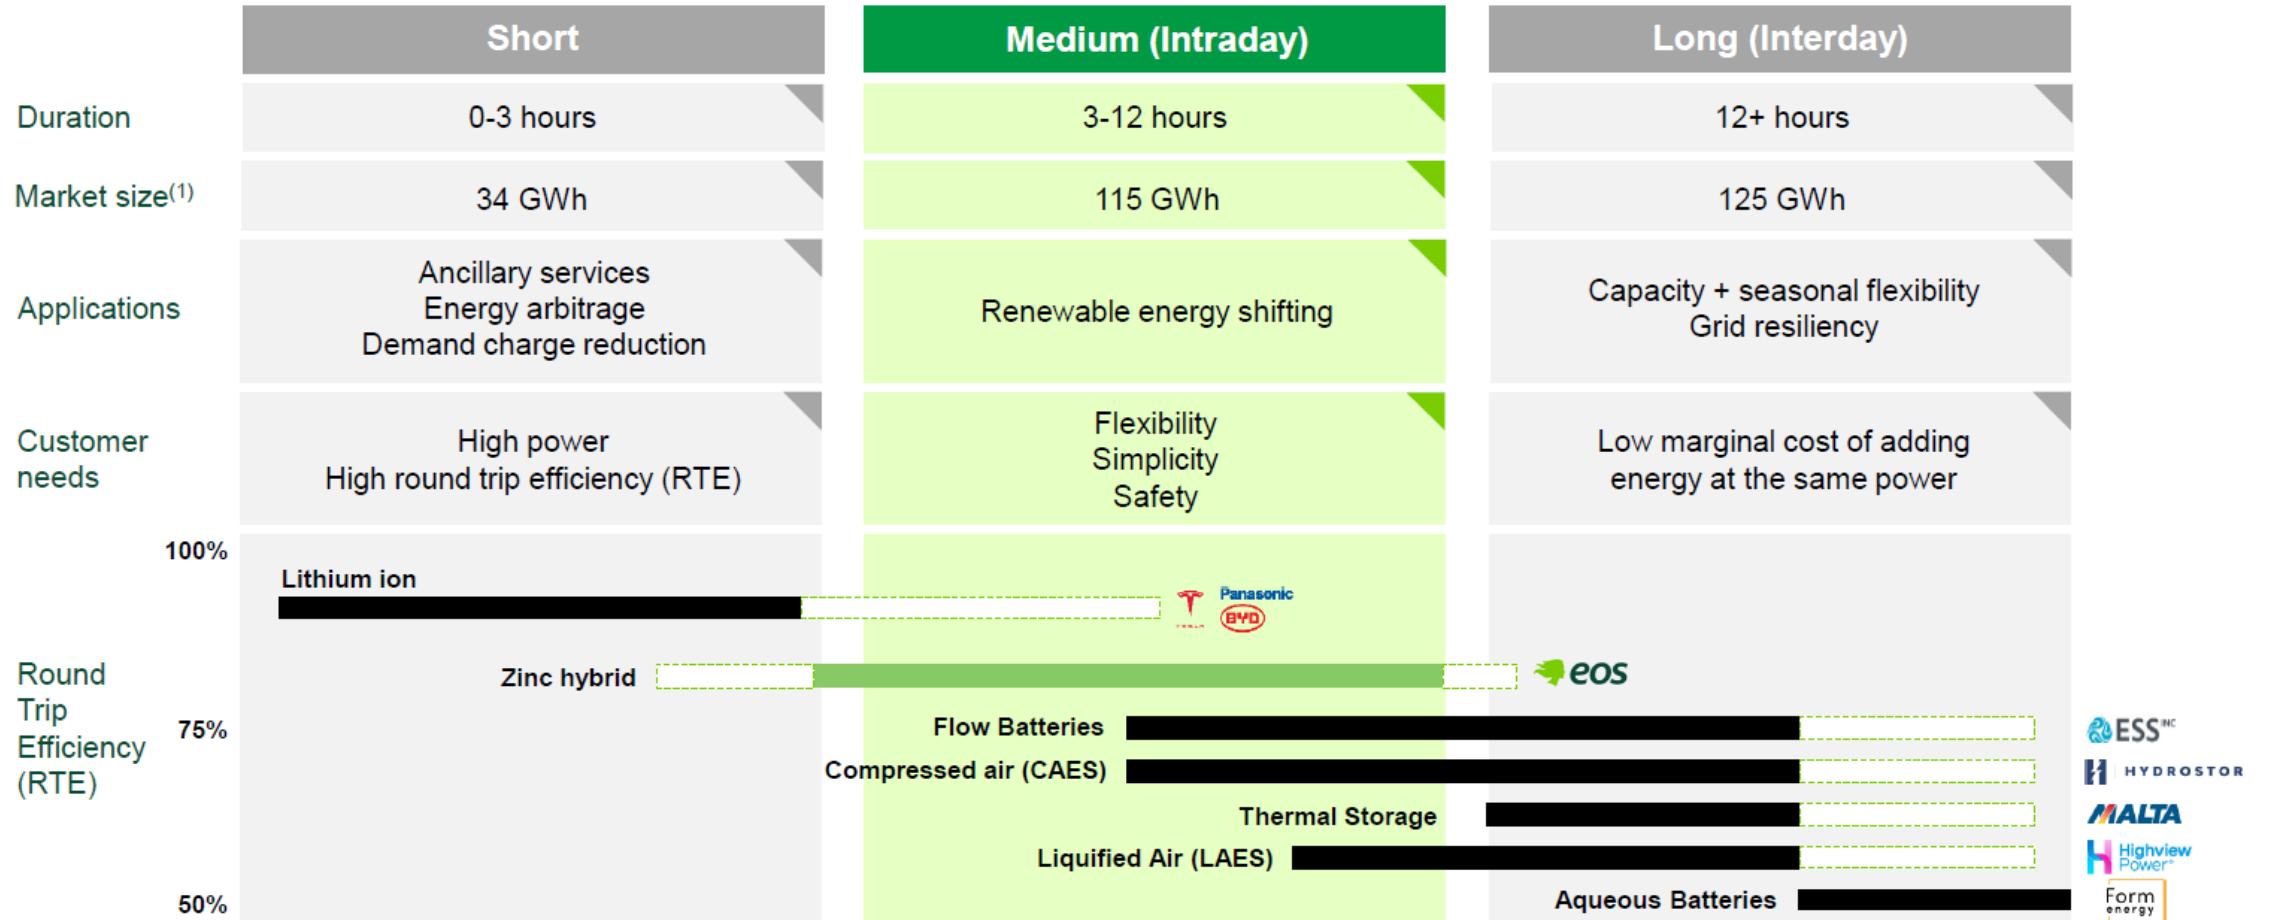 Short
Medium (Intraday)
Long (Interday)
Duration
0-3 hours
3-12 hours
12+ hours
Market size(1)
34 GWh
115 GWh
125 GWh
Applications
Ancillary services
Energy arbitrage
Demand charge reduction
Renewable energy shifting
Capacity + seasonal flexibility
Grid resiliency
Customer
needs
High power
High round trip efficiency (RTE)
Flexibility
Simplicity
Safety
Low marginal cost of adding
energy at the same power
Round
Trip
Efficiency
(RTE)
100%
75%
50%
Lithium ion
TESLA
Panasonic
BYD
Zinc hybrid
eos
Flow Batteries
ESS INC
Compressed air (CAES)
HYDROSTOR
Thermal Storage
MALTA
Liquified Air (LAES)
Highview
Power
Aqueous Batteries
Form
energy